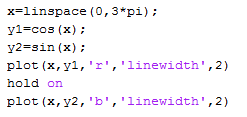 x=linspace(0,3*pi);
y1=cos(x);
y2=sin(x);
plot(x,y1,'r','linewidth',2)
hold on
plot(x,y2,'b','linewidth',2)